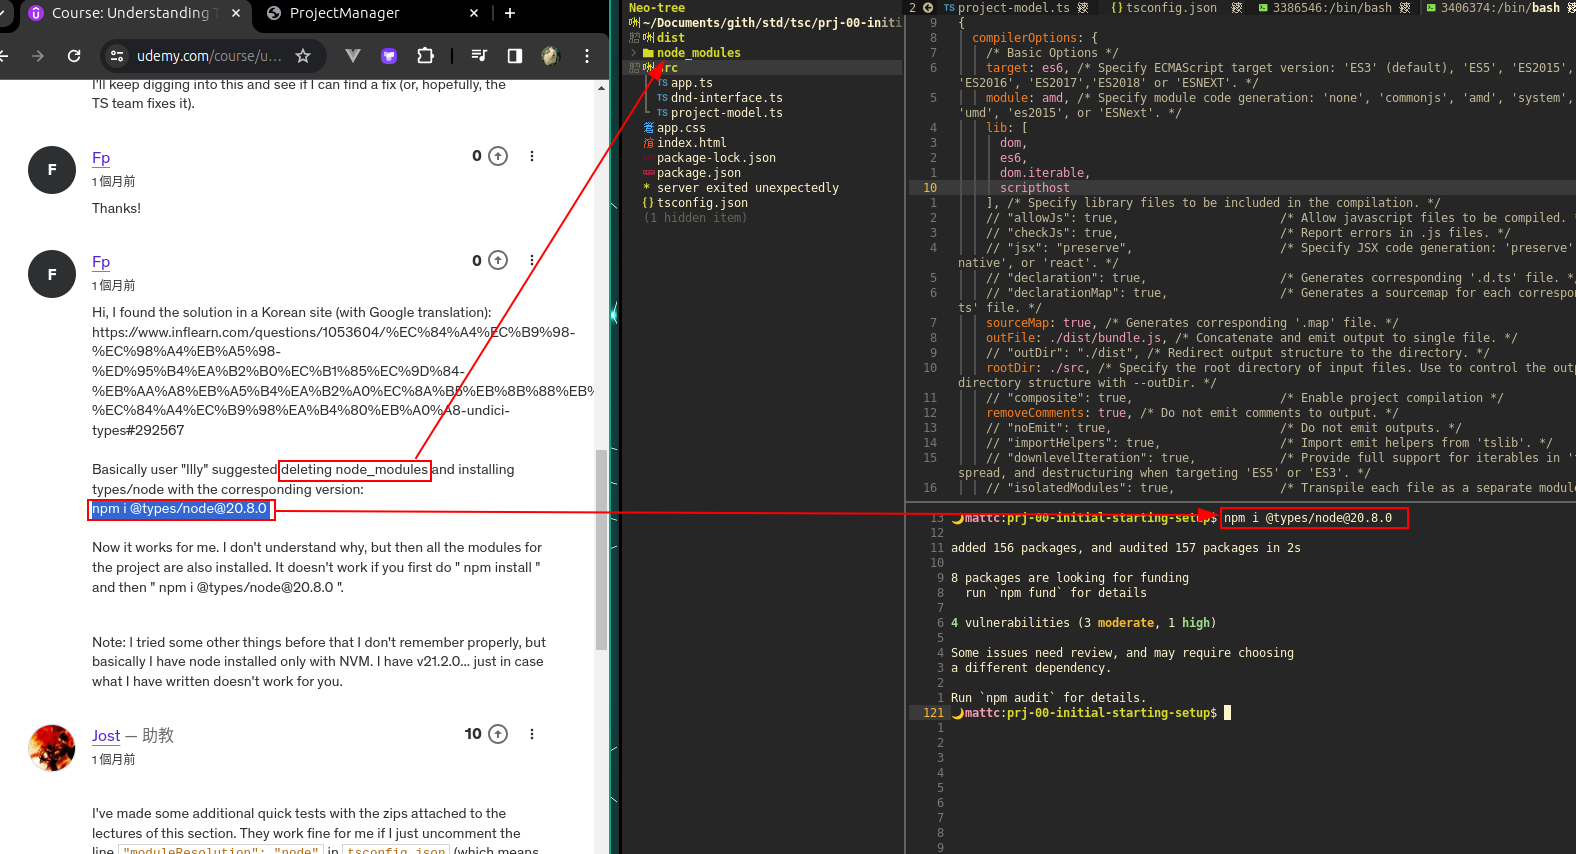 Course: Understanding T
ProjectManager
udemy.com/course/u...
I'll keep digging into this and see if I can find a fix (or, hopefully, the
TS team fixes it).
F
Fp
0
1 個月前
Thanks!
F
Fp
0
1 個月前
Hi, I found the solution in a Korean site (with Google translation):
https://www.inflearn.com/questions/1053604/%EC%84%A4%EC%B9%98-
%EC%98%A4%EB%A5%98-
%ED%95%B4%EA%B2%B0%EC%B1%85%EC%9D%84-
%EB%AA%A8%EB%A5%B4%EA%B2%A0%EC%8A%B5%EB%8B%88%EB%
%EC%84%A4%EC%B9%98%EA%B4%80%EB%A0%A8-undici-
types#292567
Basically user "Illy" suggested deleting node_modules and installing
types/node with the corresponding version:
npm i @types/node@20.8.0
Now it works for me. I don't understand why, but then all the modules for
the project are also installed. It doesn't work if you first do " npm install "
and then " npm i @types/node@20.8.0 ".
Note: I tried some other things before that I don't remember properly, but
basically I have node installed only with NVM. I have v21.2.0... just in case
what I have written doesn't work for you.
Jost — 助教
10
1 個月前
I've made some additional quick tests with the zips attached to the
lectures of this section. They work fine for me if I just uncomment the
line "moduleResolution": "node" in tsconfig.json (which means
Neo-tree
~/Documents/gith/std/tsc/prj-00-initi
dist
node_modules
src
TS app.ts
TS dnd-interface.ts
TS project-model.ts
app.css
index.html
package-lock.json
package.json
* server exited unexpectedly
{} tsconfig.json
(1 hidden item)
2
TS project-model.ts
{} tsconfig.json
3386546:/bin/bash
3406374:/bin/bash
9 {
8 compilerOptions: {
7 /* Basic Options */
6 target: es6, /* Specify ECMAScript target version: 'ES3' (default), 'ES5', 'ES2015',
'ES2016', 'ES2017','ES2018' or 'ESNEXT'. */
5 module: amd, /* Specify module code generation: 'none', 'commonjs', 'amd', 'system',
'umd', 'es2015', or 'ESNext'. */
4 lib: [
3 dom,
2 es6,
1 dom.iterable,
10 scripthost
1 ], /* Specify library files to be included in the compilation. */
2 // "allowJs": true, /* Allow javascript files to be compiled. *
3 // "checkJs": true, /* Report errors in .js files. */
4 // "jsx": "preserve", /* Specify JSX code generation: 'preserve'
native', or 'react'. */
5 // "declaration": true, /* Generates corresponding '.d.ts' file. *
6 // "declarationMap": true, /* Generates a sourcemap for each correspon
ts' file. */
7 sourceMap: true, /* Generates corresponding '.map' file. */
8 outFile: ./dist/bundle.js, /* Concatenate and emit output to single file. */
9 // "outDir": "./dist", /* Redirect output structure to the directory. */
10 rootDir: ./src, /* Specify the root directory of input files. Use to control the outp
directory structure with --outDir. */
11 // "composite": true, /* Enable project compilation */
12 removeComments: true, /* Do not emit comments to output. */
13 // "noEmit": true, /* Do not emit outputs. */
14 // "importHelpers": true, /* Import emit helpers from 'tslib'. */
15 // "downlevelIteration": true, /* Provide full support for iterables in 'f
spread, and destructuring when targeting 'ES5' or 'ES3'. */
16 // "isolatedModules": true, /* Transpile each file as a separate modul
13 mattc:prj-00-initial-starting-setup$ npm i @types/node@20.8.0
12
11 added 156 packages, and audited 157 packages in 2s
10
9 8 packages are looking for funding
8 run `npm fund` for details
7
6 4 vulnerabilities (3 moderate, 1 high)
5
4 Some issues need review, and may require choosing
3 a different dependency.
2
1 Run `npm audit` for details.
121 mattc:prj-00-initial-starting-setup$
1
2
3
4
5
6
7
8
9